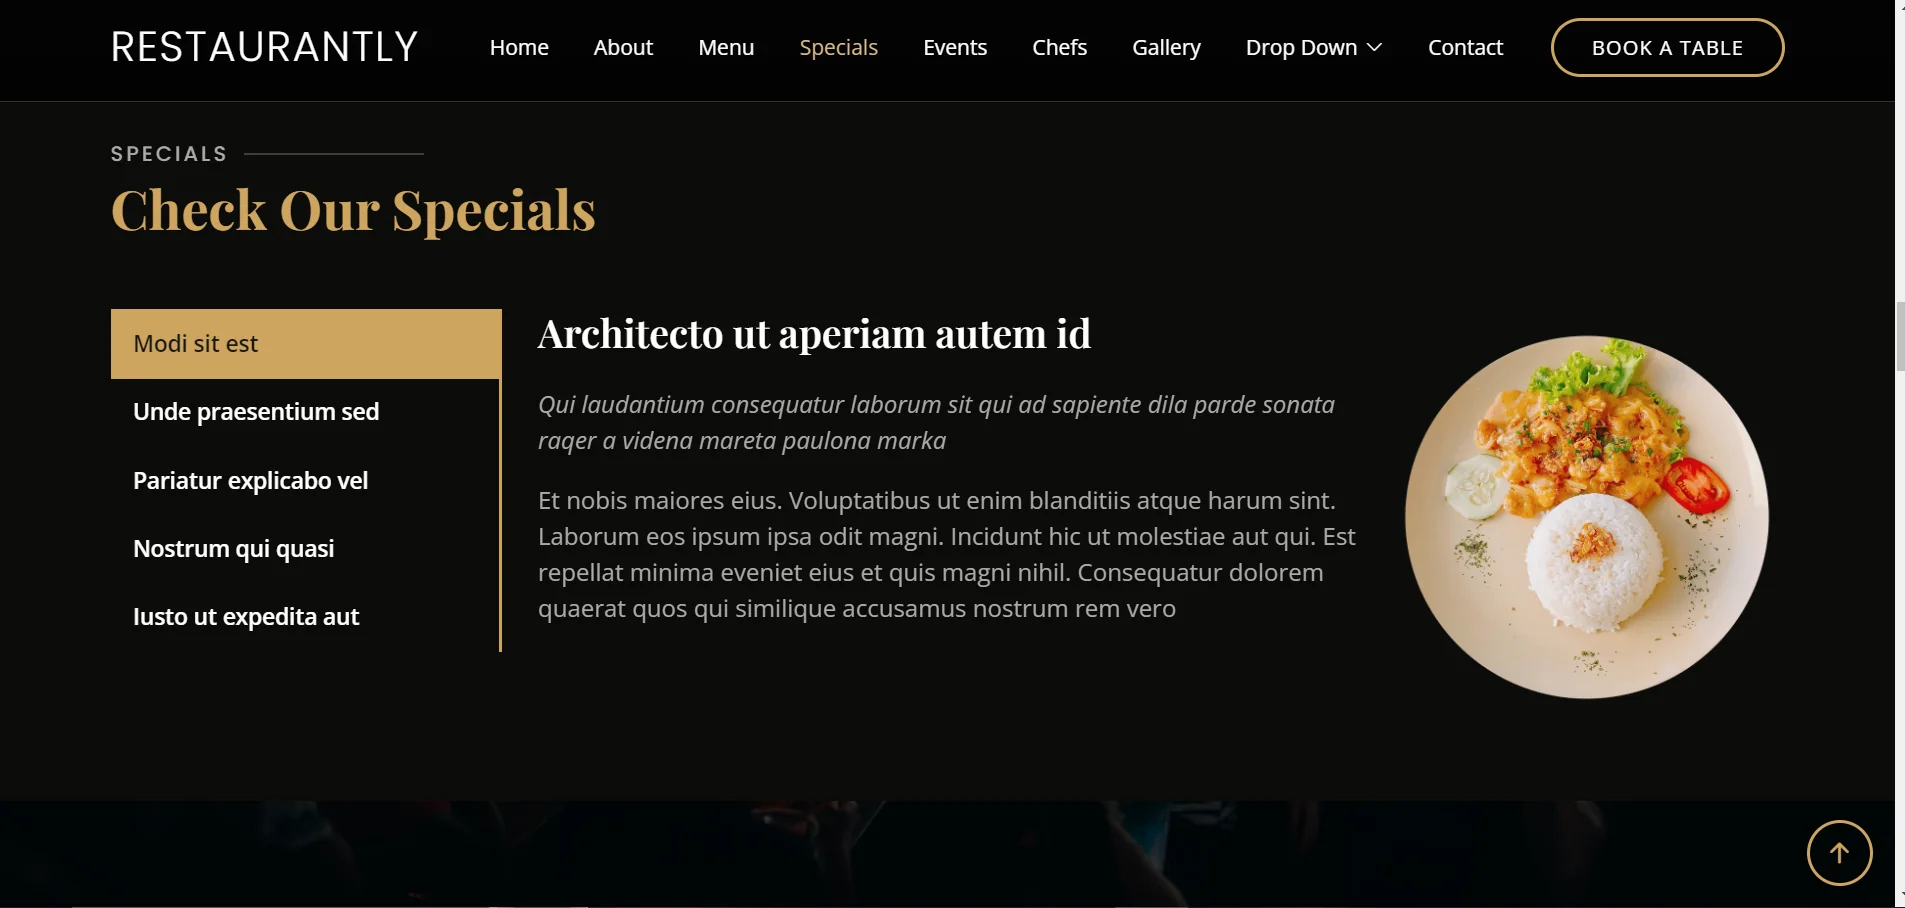 RESTAURANTLY
Home
About
Menu
Specials
Events
Chefs
Gallery
Drop Down
Contact
BOOK A TABLE
SPECIALS
Check Our Specials
Modi sit est
Unde praesentium sed
Pariatur explicabo vel
Nostrum qui quasi
Iusto ut expedita aut
Architecto ut aperiam autem id
Qui laudantium consequatur laborum sit qui ad sapiente dila parde sonata
raqer a videna mareta paulona marka
Et nobis maiores eius. Voluptatibus ut enim blanditiis atque harum sint.
Laborum eos ipsum ipsa odit magni. Incidunt hic ut molestiae aut qui. Est
repellat minima eveniet eius et quis magni nihil. Consequatur dolorem
quaerat quos qui similique accusamus nostrum rem vero